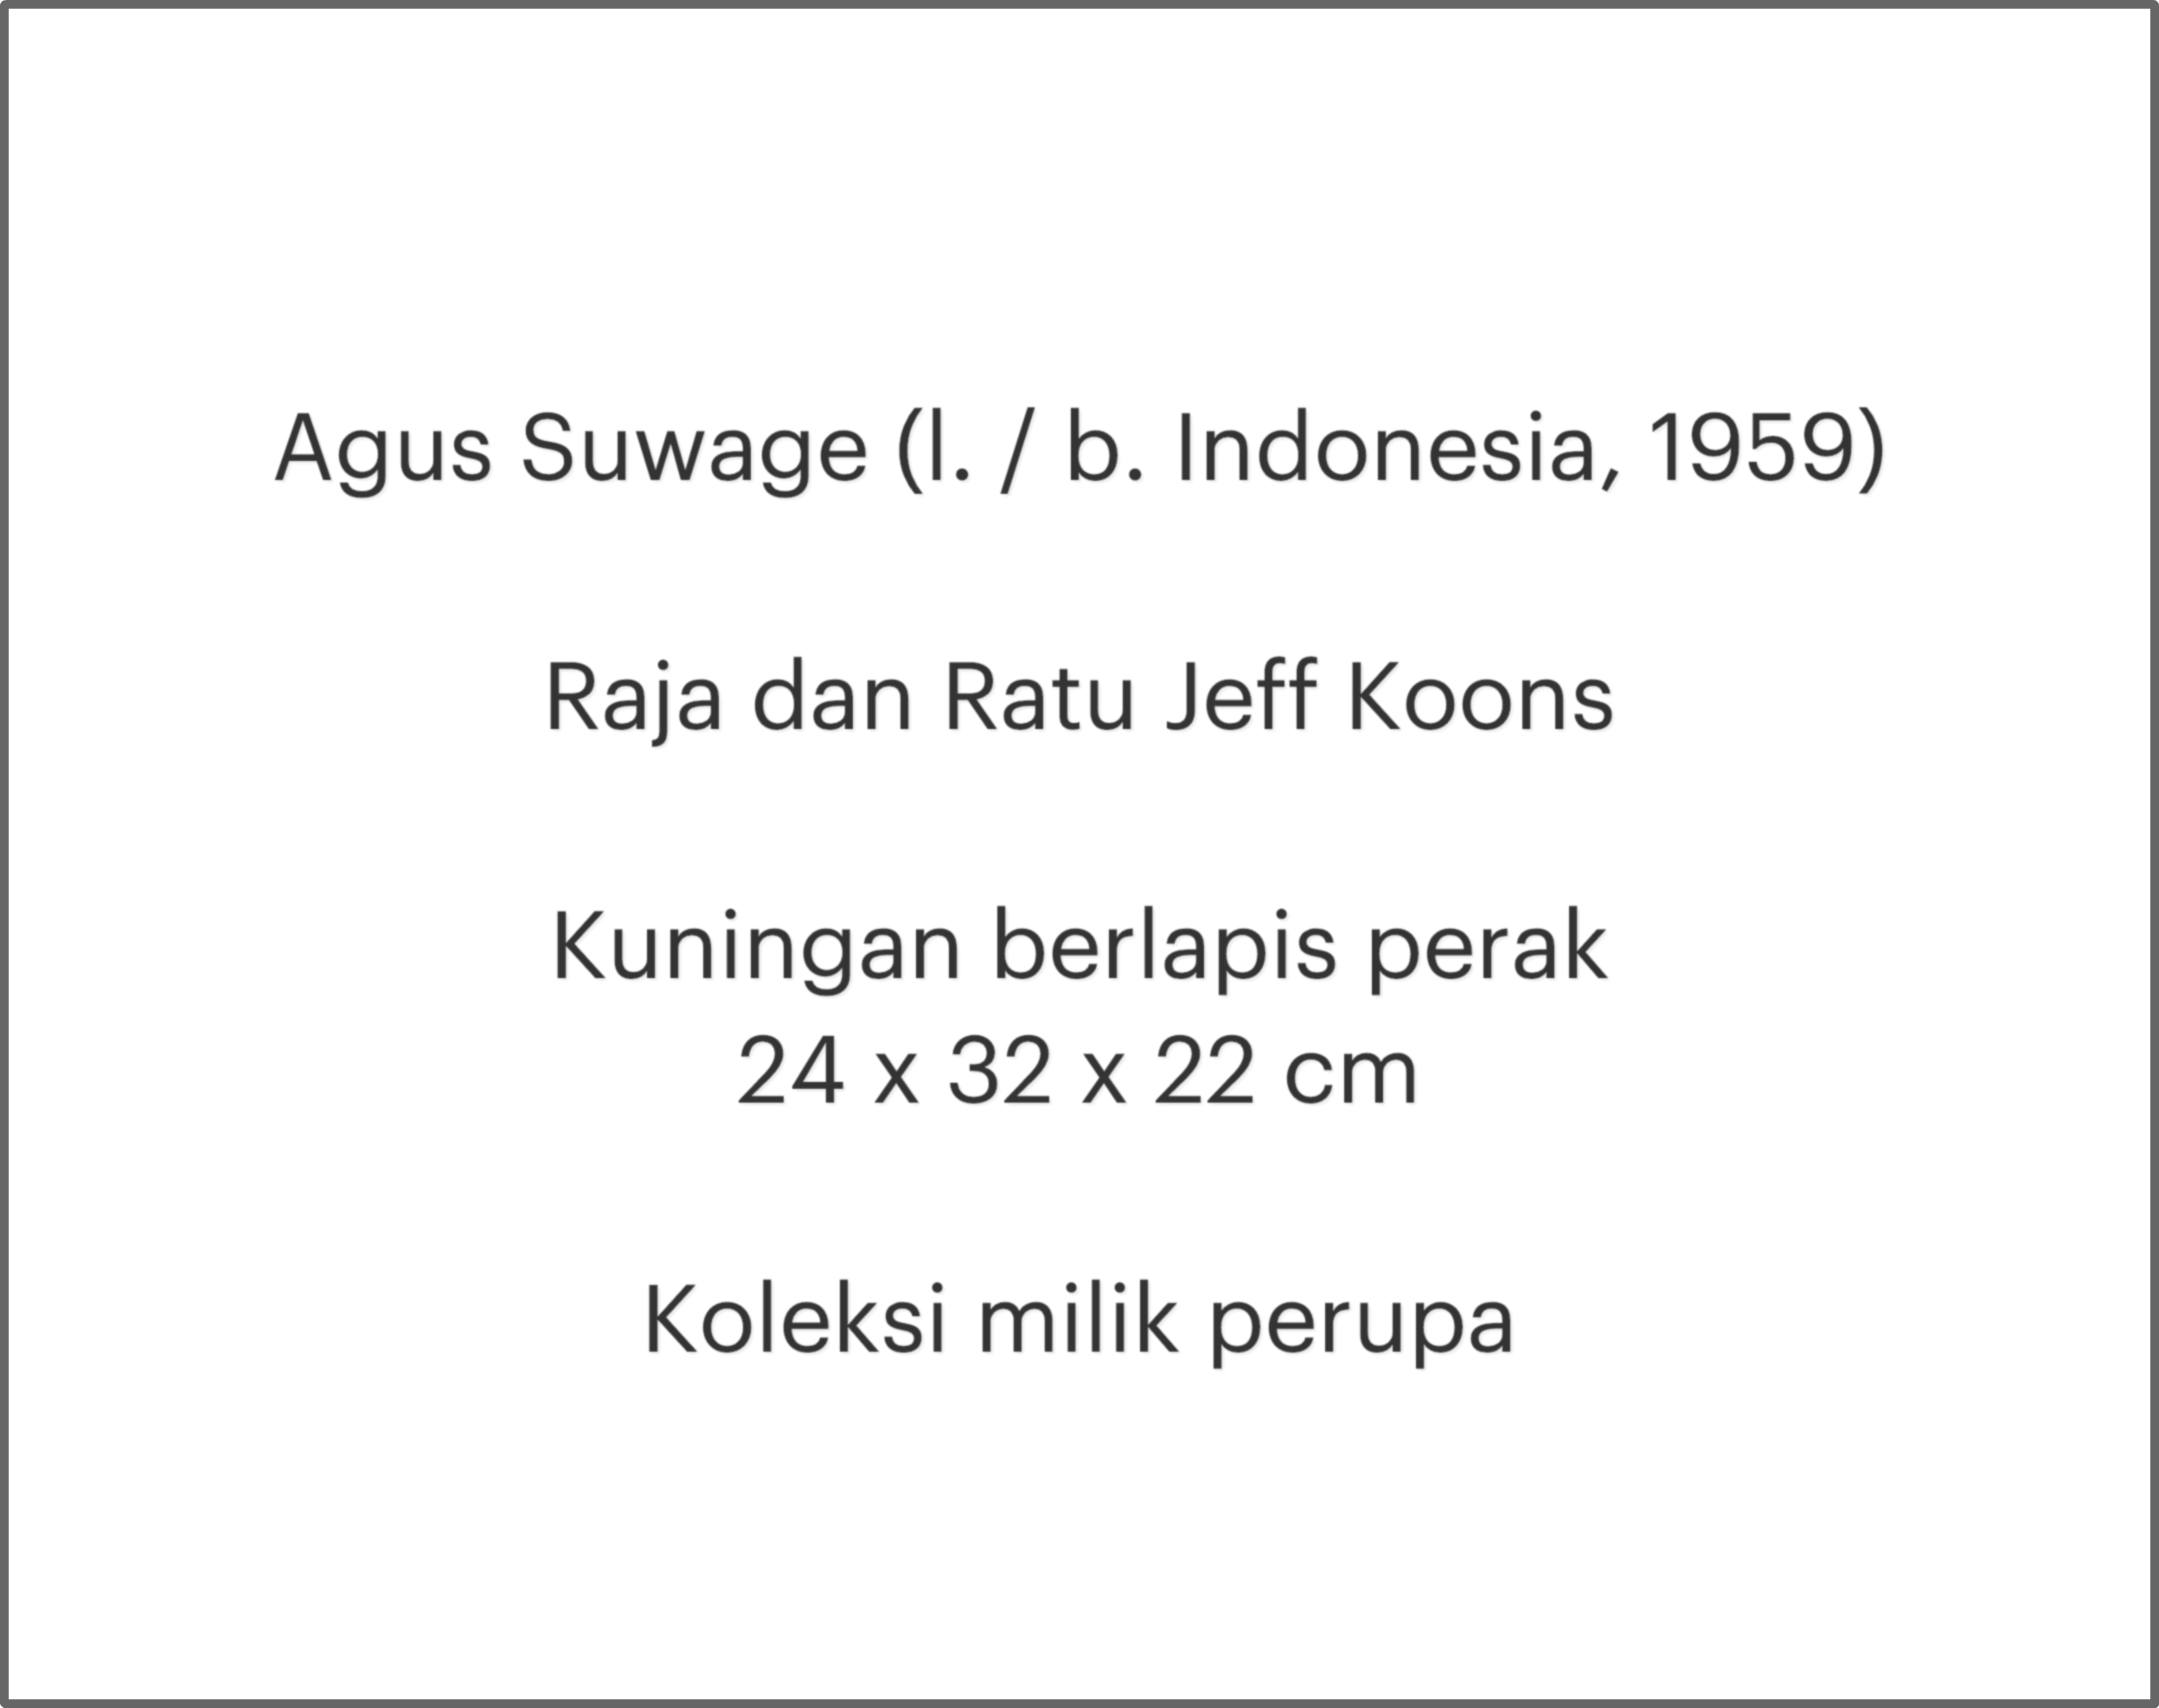 Agus Suwage (l. / b. Indonesia, 1959)
Raja dan Ratu Jeff Koons
Kuningan berlapis perak
24 x 32 x 22 cm
Koleksi milik perupa